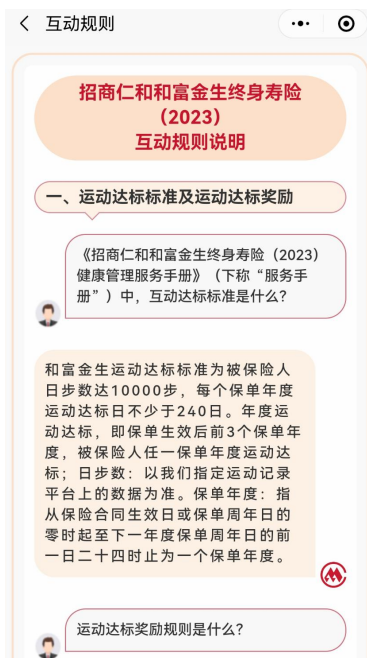 互动规则
招商仁和和富金生终身寿险
(2023)
互动规则说明
一、运动达标标准及运动达标奖励
《招商仁和和富金生终身寿险（2023）
健康管理服务手册》（下称“服务手
册”）中，互动达标标准是什么？
和富金生运动达标标准为被保险人
日步数达10000步，每个保单年度
运动达标日不少于240日。年度运
动达标，即保单生效后前3个保单年
度，被保险人任一保单年度运动达
标；日步数：以我们指定运动记录
平台上的数据为准。保单年度：指
从保险合同生效日或保单周年日的
零时起至下一年度保单周年日的前
一日二十四时止为一个保单年度。
运动达标奖励规则是什么？